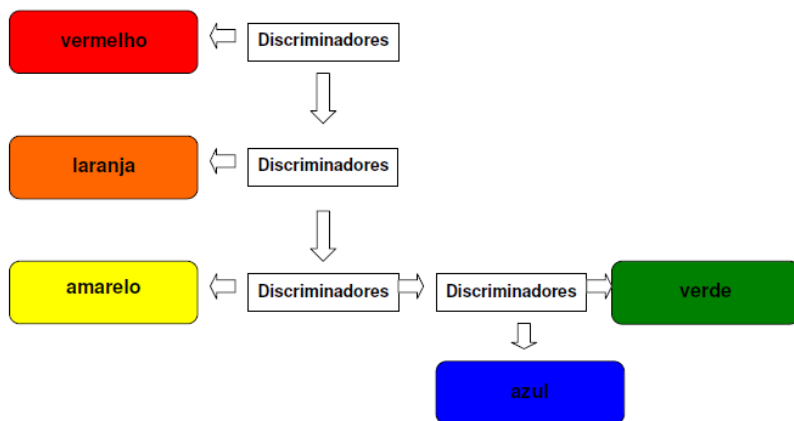 vermelho
Discriminadores
laranja
Discriminadores
amarelo
Discriminadores
Discriminadores
verde
azul